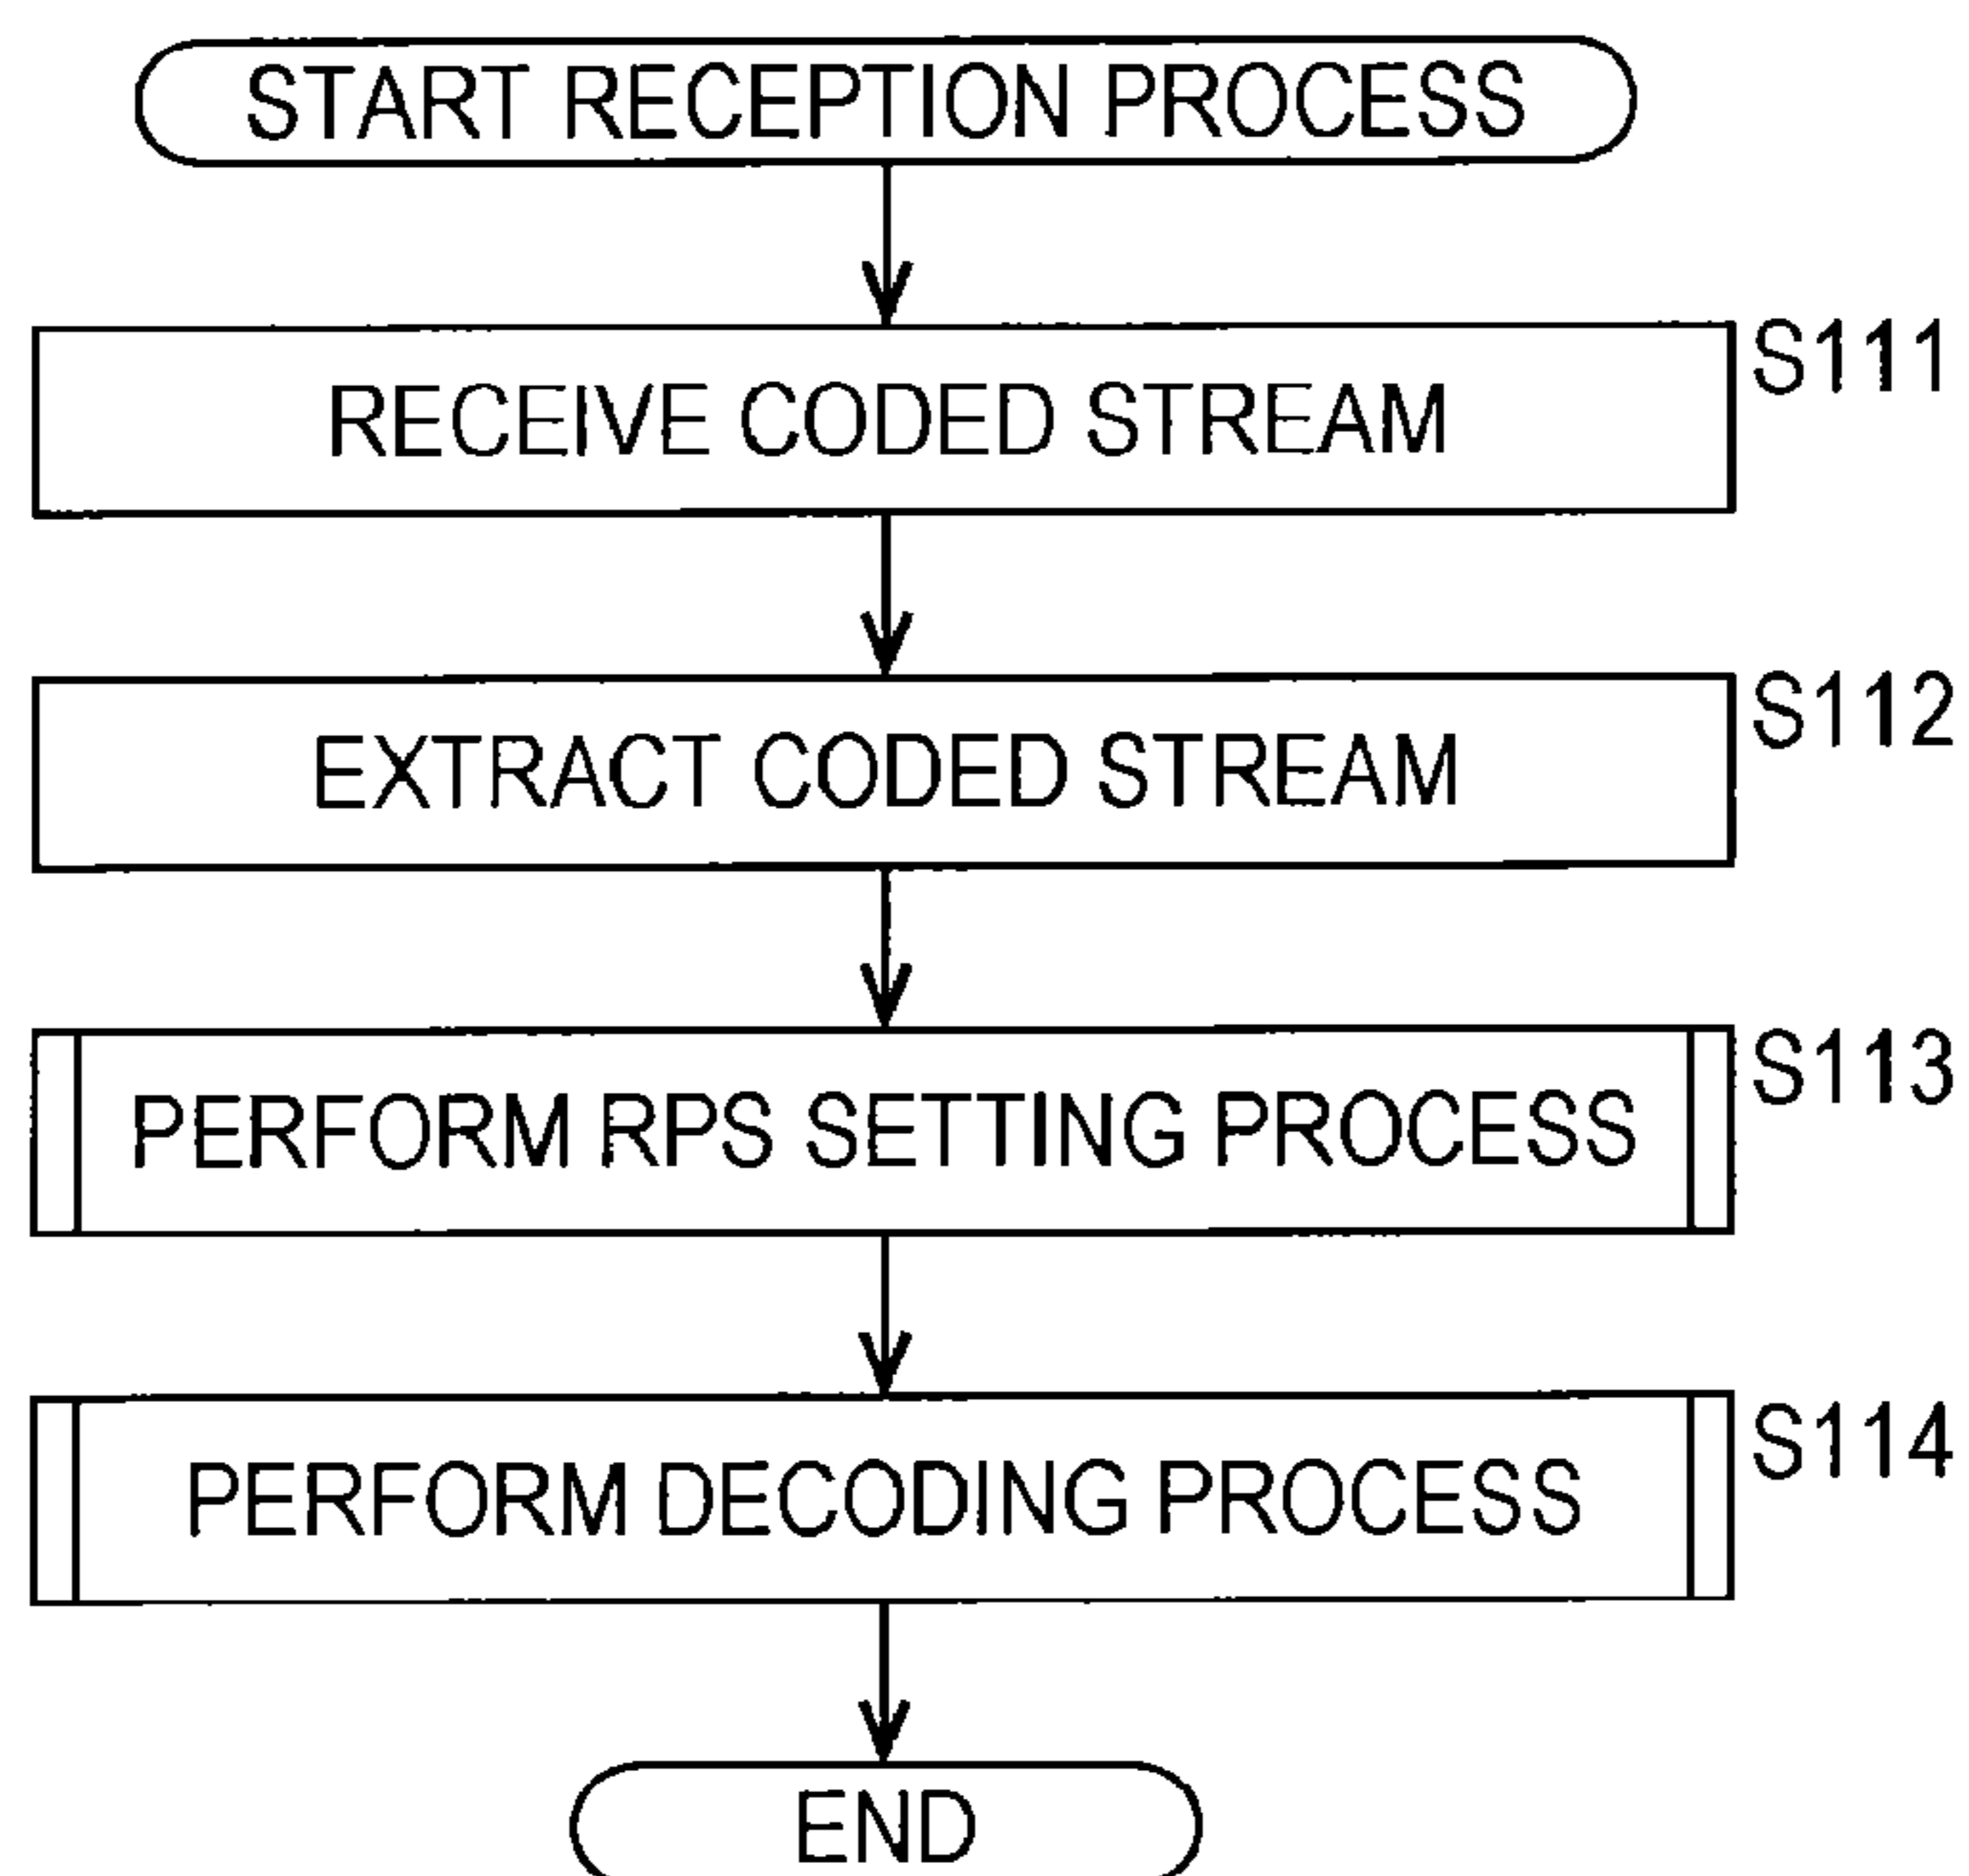 START RECEPTION PROCESS
RECEIVE CODED STREAM
S111
EXTRACT CODED STREAM
S112
PERFORM RPS SETTING PROCESS
S113
PERFORM DECODING PROCESS
S114
END